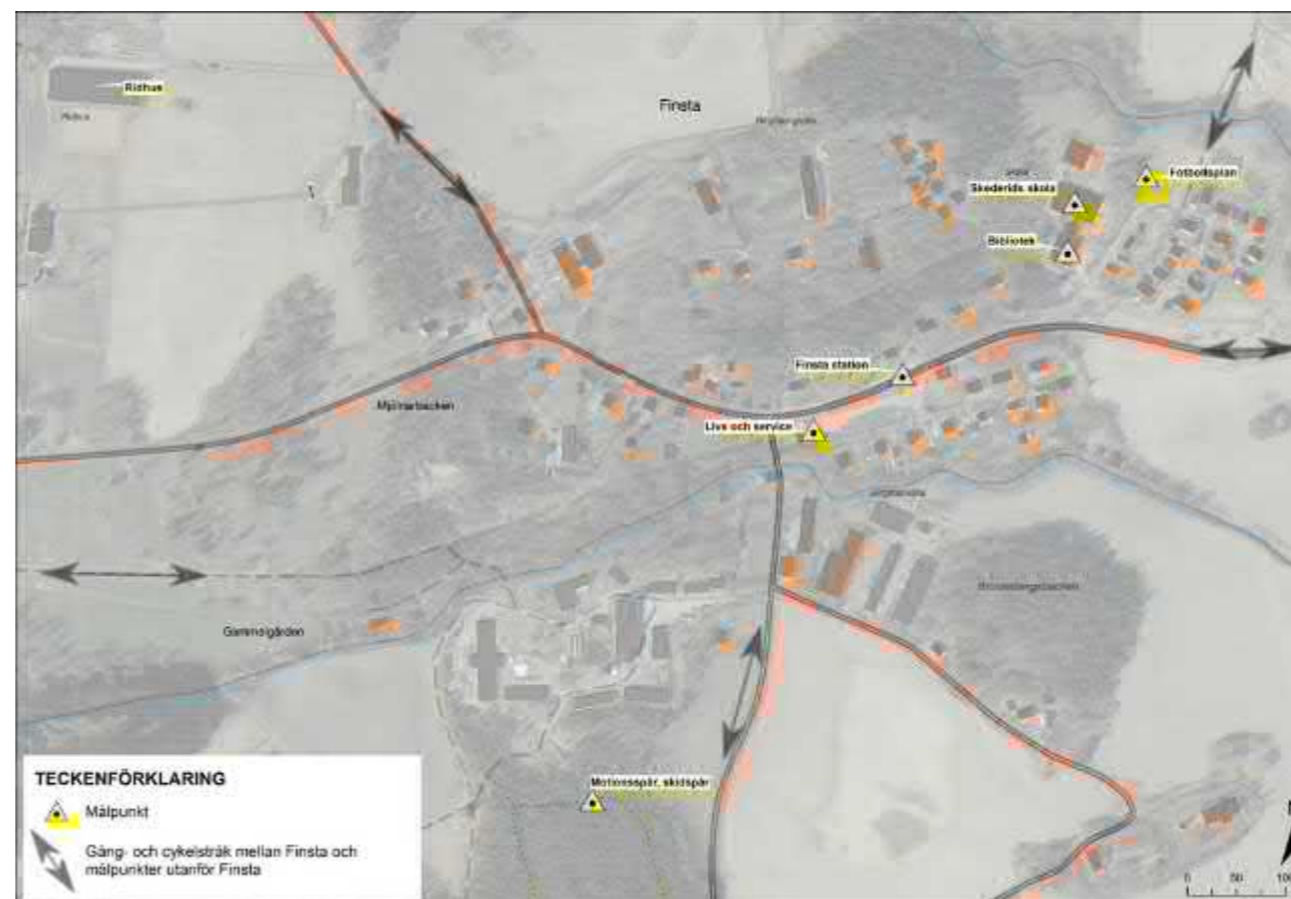 Ridhus
Finsta
Skederids skola
Fotbollsplan
Bibliotek
Finsta station
Livs och service
Gammelgården
Motionsspår, skidspår
TECKENFÖRKLARING
Målpunkt
Gång- och cykelstråk mellan Finsta och
målpunkter utanför Finsta
0 50 100